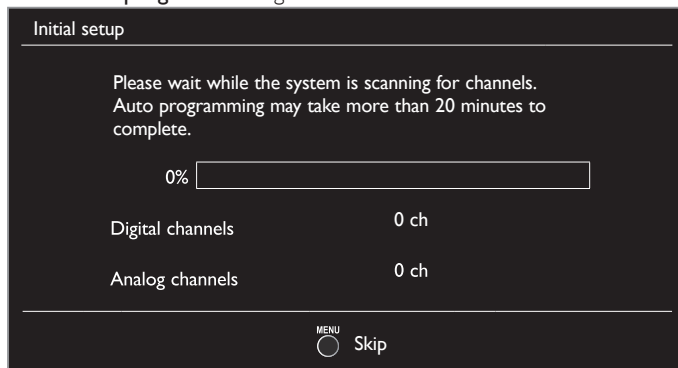 Initial setup
Please wait while the system is scanning for channels.
Auto programming may take more than 20 minutes to
complete.
0%
Digital channels 0 ch
Analog channels 0 ch
MENU Skip